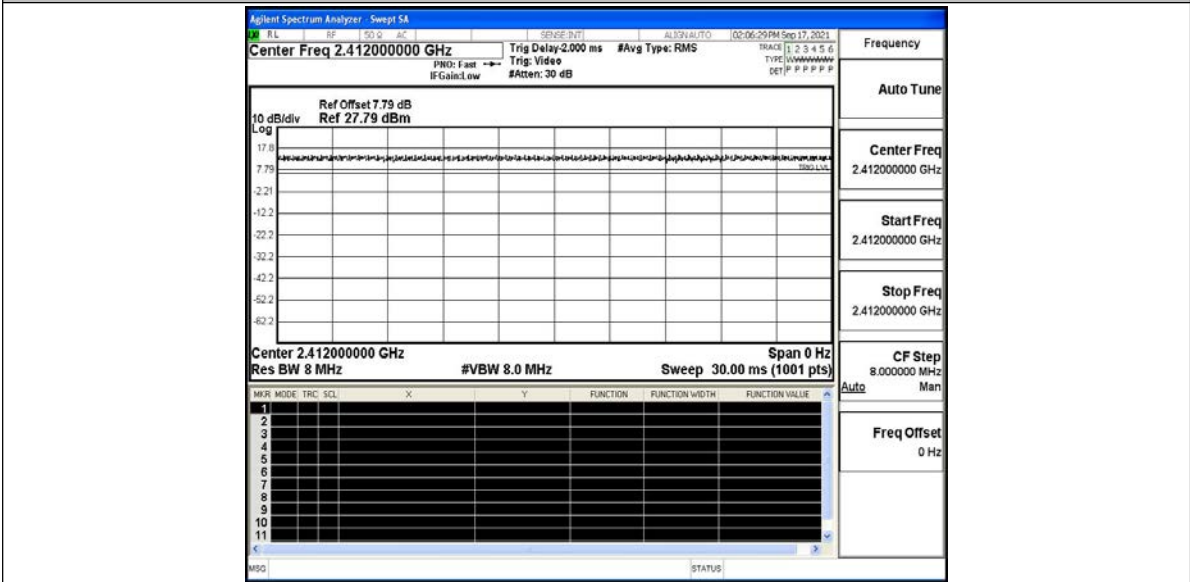 Agilent Spectrum Analyzer - Swept SA
RL RF 50 Ω AC SENSE:INT ALIGNAUTO 02:06:29 PM Sep 17, 2021
Center Freq 2.412000000 GHz
PNO: Fast
IFGain:Low
Trig Delay-2.000 ms
Trig: Video
#Atten: 30 dB
#Avg Type: RMS
TRACE 1 2 3 4 5 6
TYPE WWWWWW
DET P P P P P P
Ref Offset 7.79 dB
10 dB/div Ref 27.79 dBm
Log
17.8
7.79
-2.21
-12.2
-22.2
-32.2
-42.2
-52.2
-62.2
TRIG LVL
Center 2.412000000 GHz Span 0 Hz
Res BW 8 MHz #VBW 8.0 MHz Sweep 30.00 ms (1001 pts)
MKR MODE TRC SCL X Y FUNCTION FUNCTION WIDTH FUNCTION VALUE
1
2
3
4
5
6
7
8
9
10
11
MSG STATUS
Frequency
Auto Tune
Center Freq
2.412000000 GHz
Start Freq
2.412000000 GHz
Stop Freq
2.412000000 GHz
CF Step
8.000000 MHz
Auto Man
Freq Offset
0 Hz